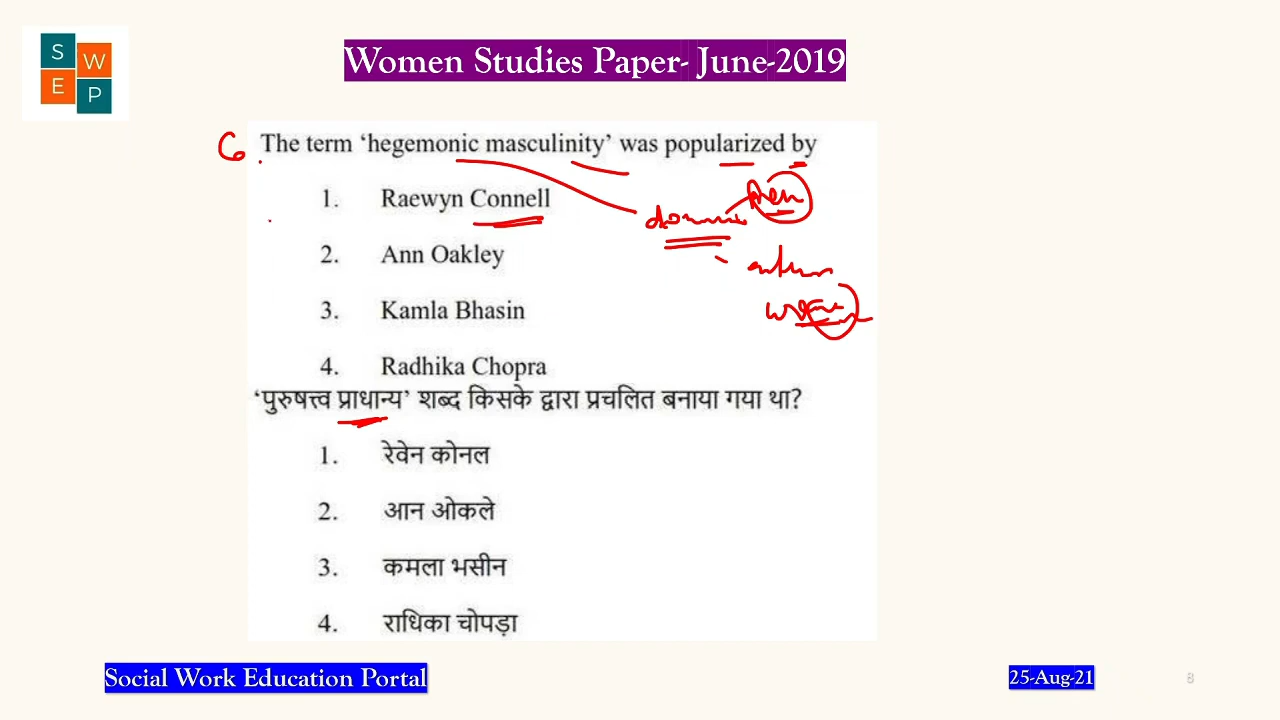 S W
E P
Women Studies Paper- June-2019
6. The term ‘hegemonic masculinity’ was popularized by
1. Raewyn Connell
men
2. Ann Oakley
3. Kamla Bhasin
4. Radhika Chopra
‘पुरुषत्त्व प्राधान्य’ शब्द किसके द्वारा प्रचलित बनाया गया था?
1. रेवेन कोनल
2. आन ओकले
3. कमला भसीन
4. राधिका चोपड़ा
Social Work Education Portal
25-Aug-21
8